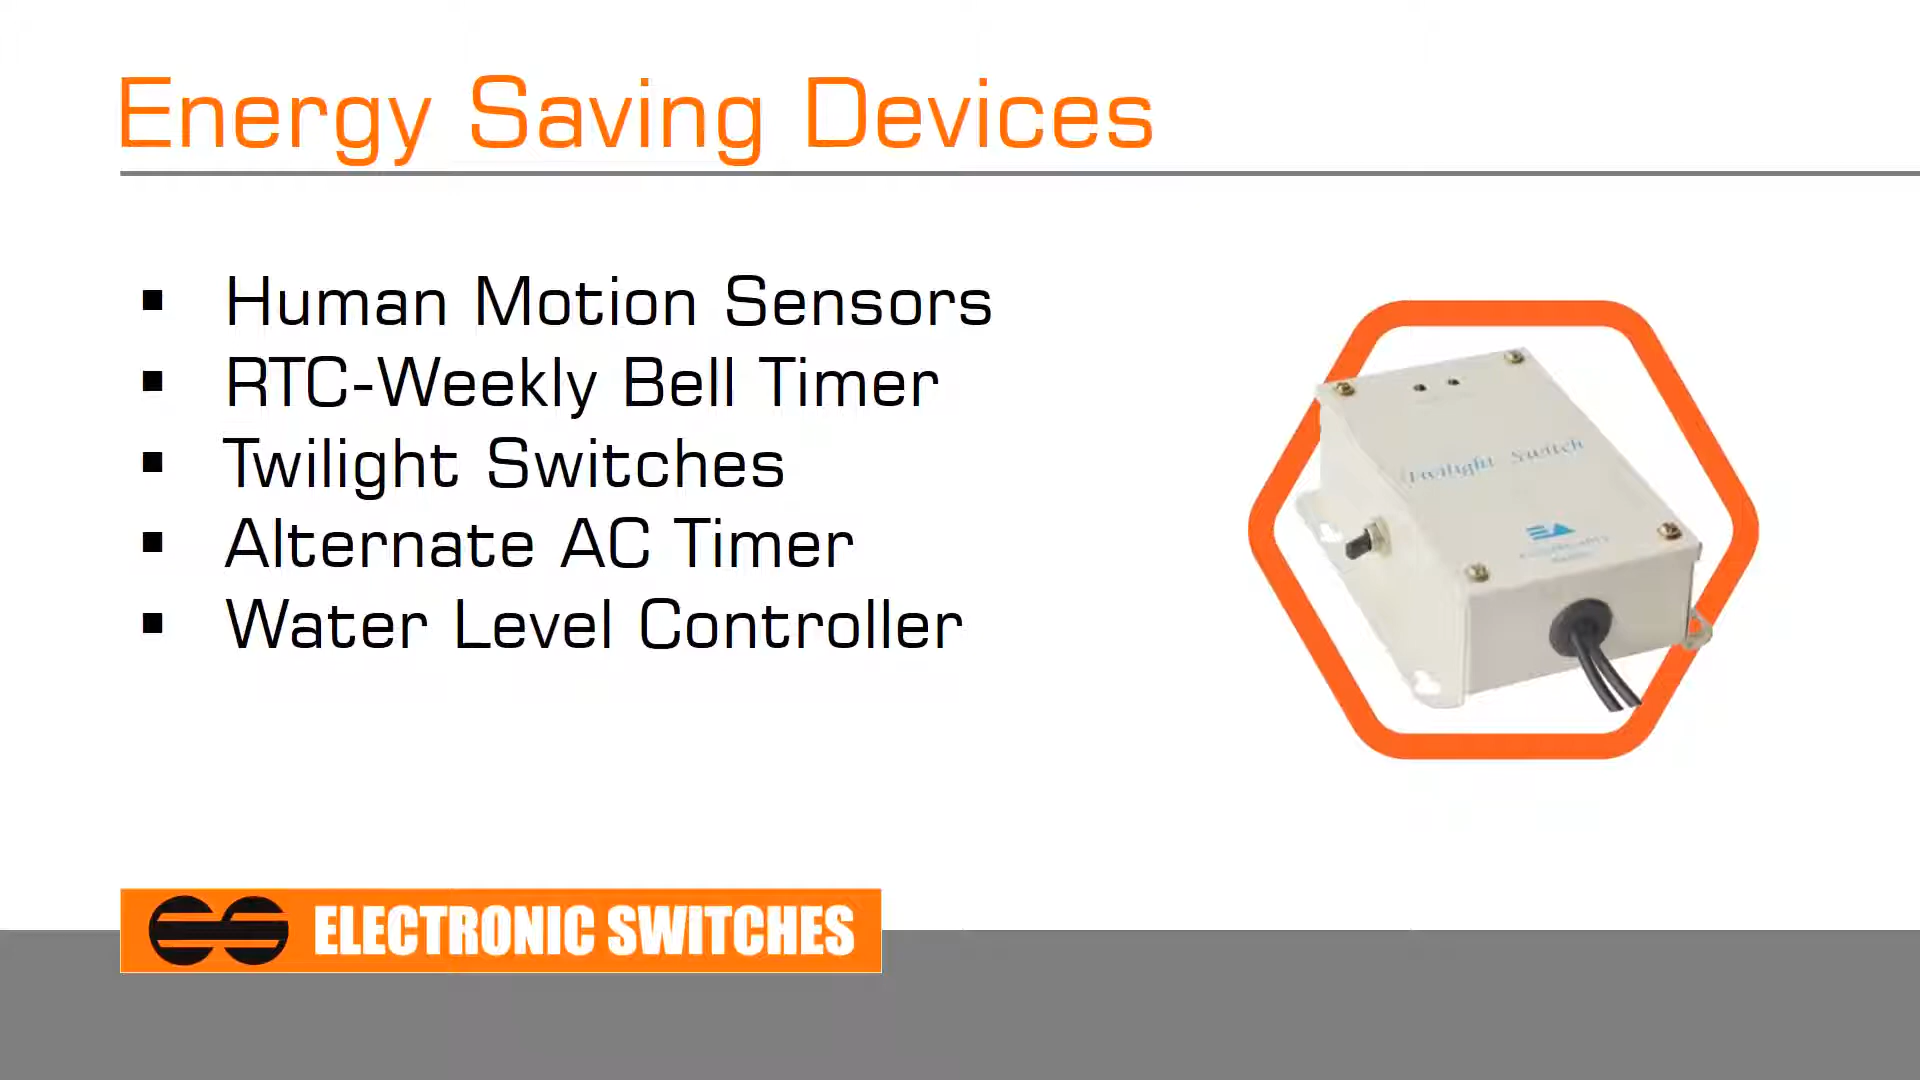 Energy Saving Devices
▪ Human Motion Sensors
▪ RTC-Weekly Bell Timer
▪ Twilight Switches
▪ Alternate AC Timer
▪ Water Level Controller
Twilight Switch
ES ELECTRONIC SWITCHES